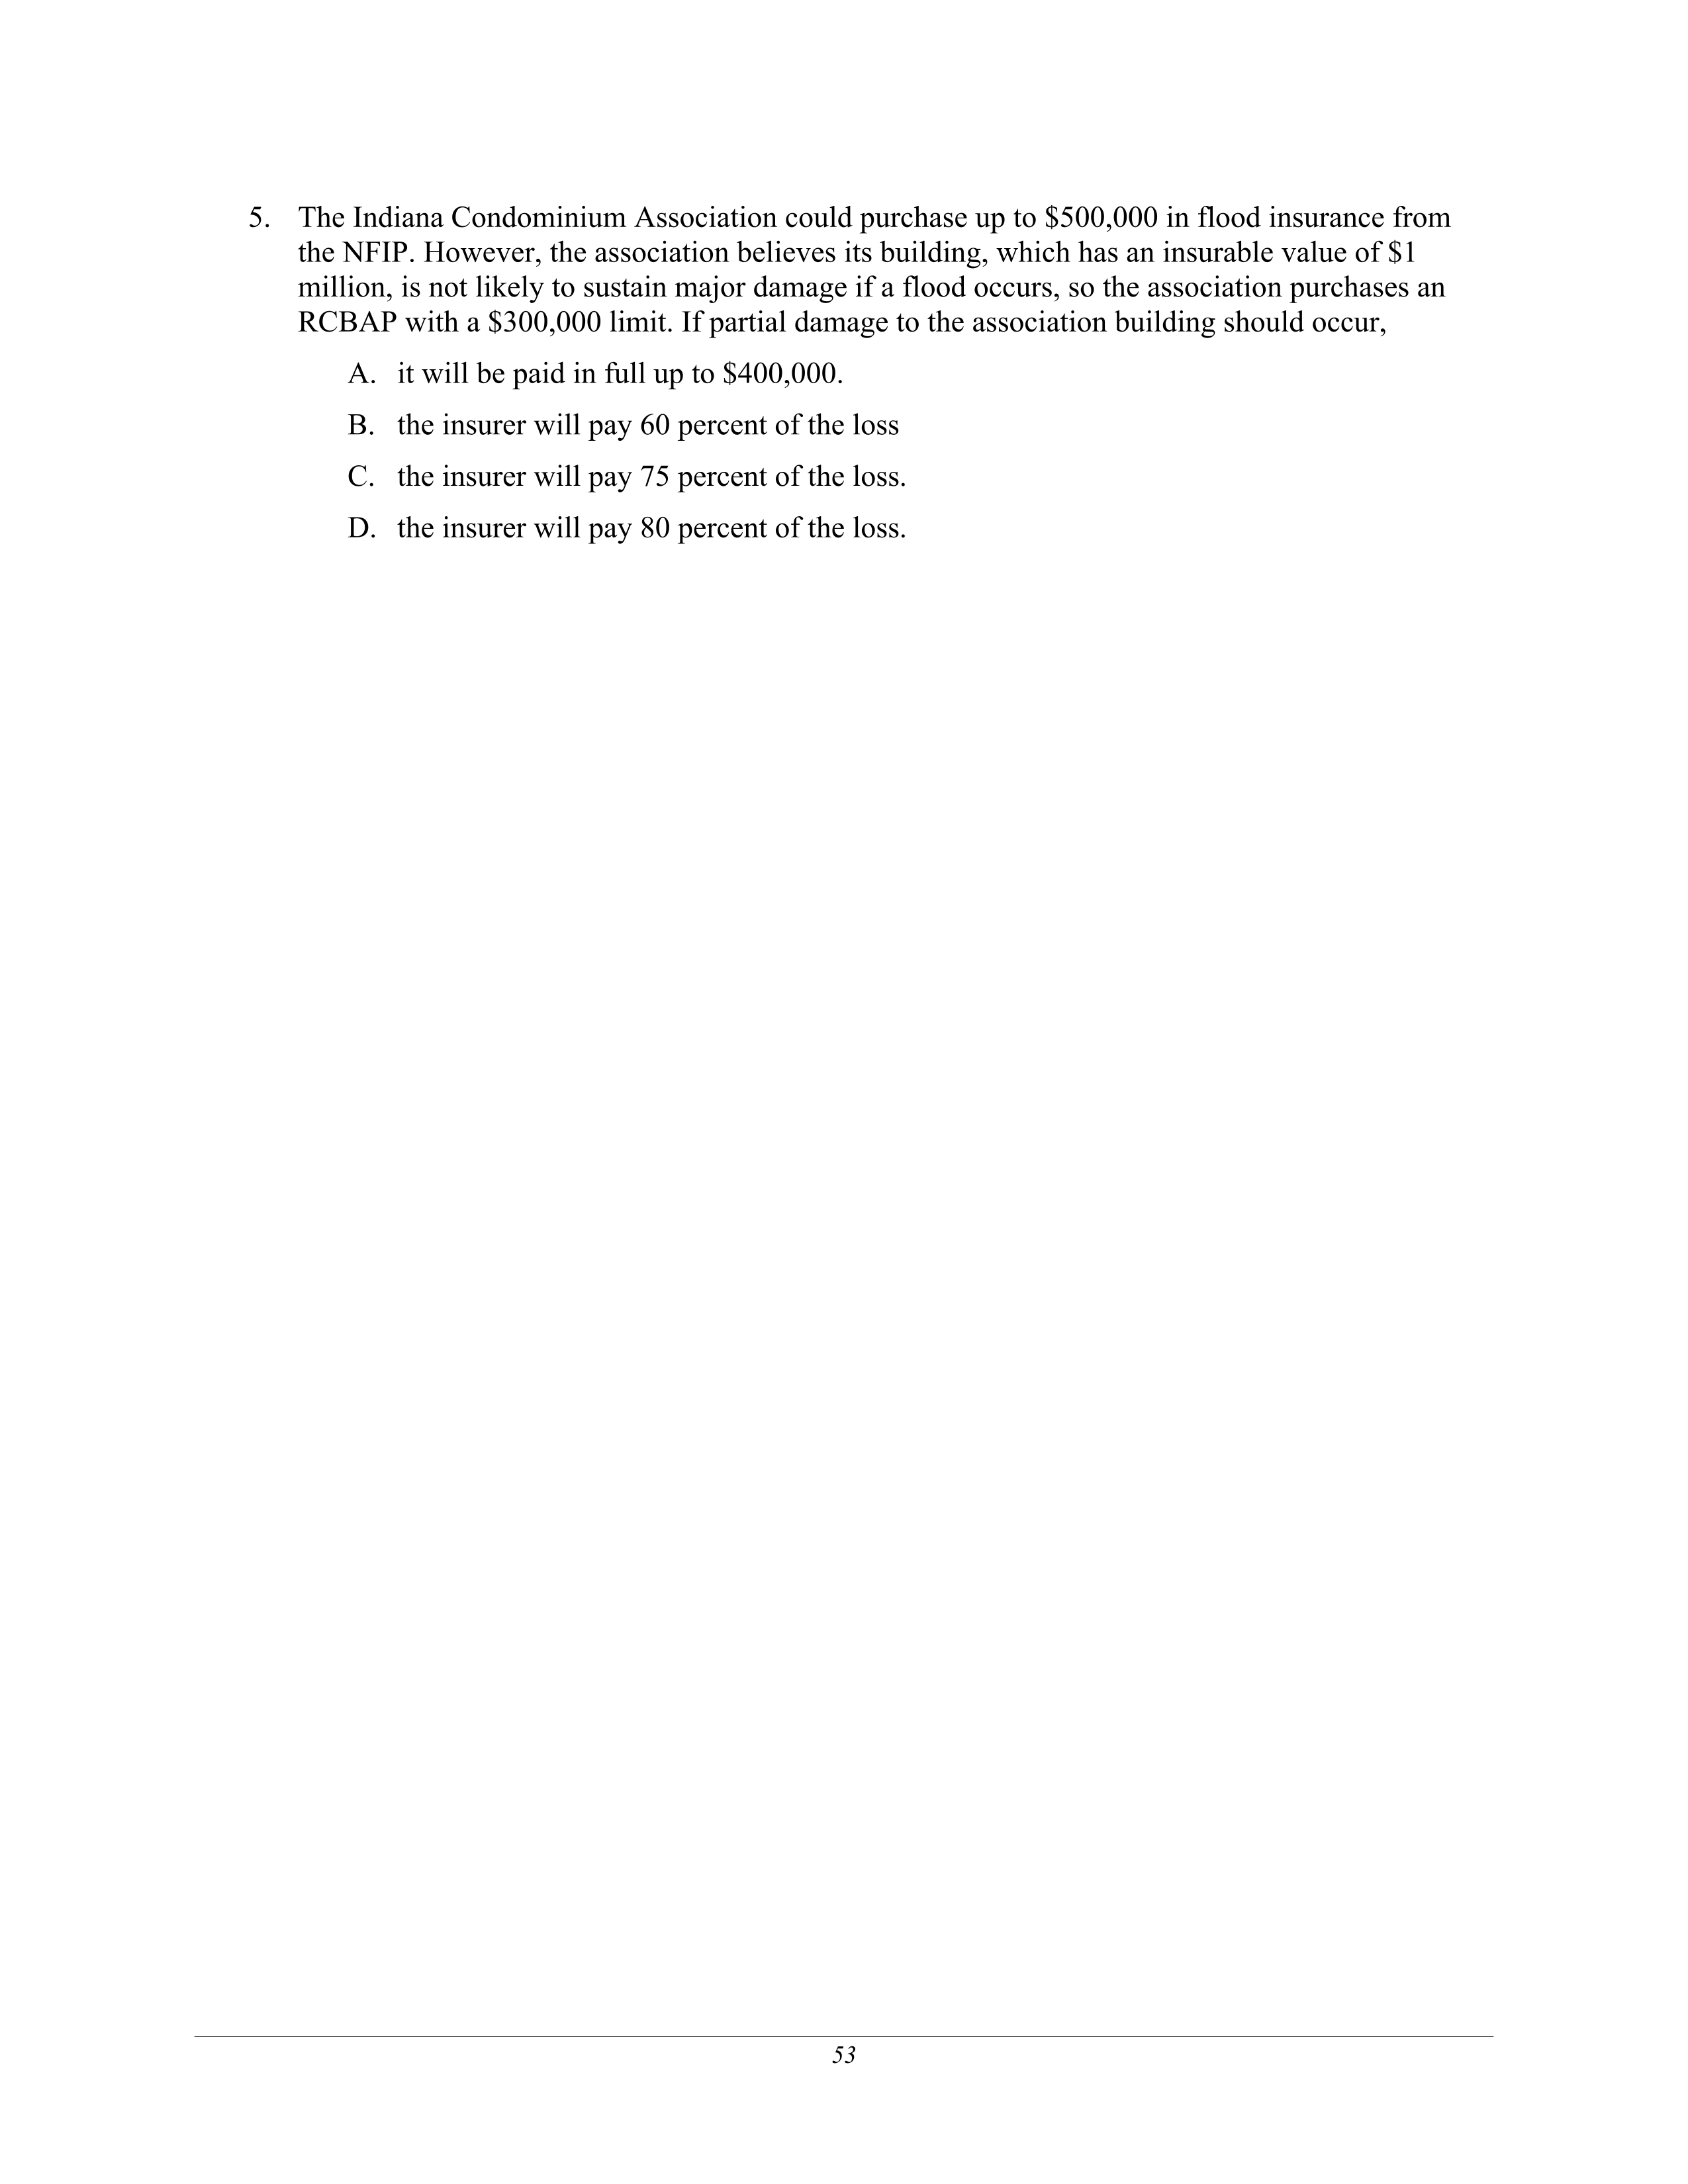 5. The Indiana Condominium Association could purchase up to $500,000 in flood insurance from
the NFIP. However, the association believes its building, which has an insurable value of $1
million, is not likely to sustain major damage if a flood occurs, so the association purchases an
RCBAP with a $300,000 limit. If partial damage to the association building should occur,
A. it will be paid in full up to $400,000.
B. the insurer will pay 60 percent of the loss
C. the insurer will pay 75 percent of the loss.
D. the insurer will pay 80 percent of the loss.
53